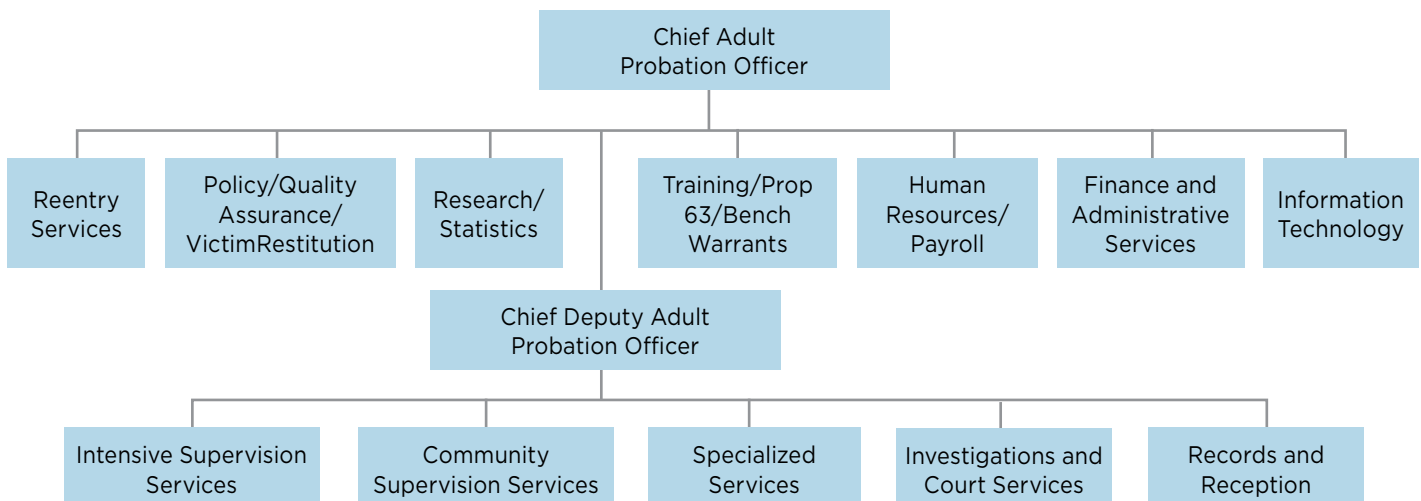 Chief Adult
Probation Officer
Reentry
Services
Policy/Quality
Assurance/
VictimRestitution
Research/
Statistics
Training/Prop
63/Bench
Warrants
Human
Resources/
Payroll
Finance and
Administrative
Services
Information
Technology
Chief Deputy Adult
Probation Officer
Intensive Supervision
Services
Community
Supervision Services
Specialized
Services
Investigations and
Court Services
Records and
Reception